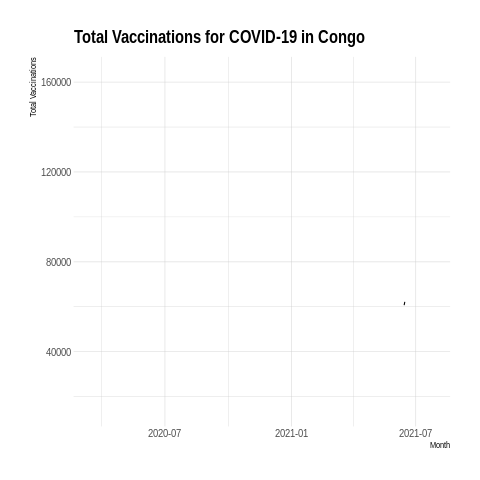 Total Vaccinations for COVID-19 in Congo
Total Vaccinations
160000
120000
80000
40000
2020-07
2021-01
2021-07
Month